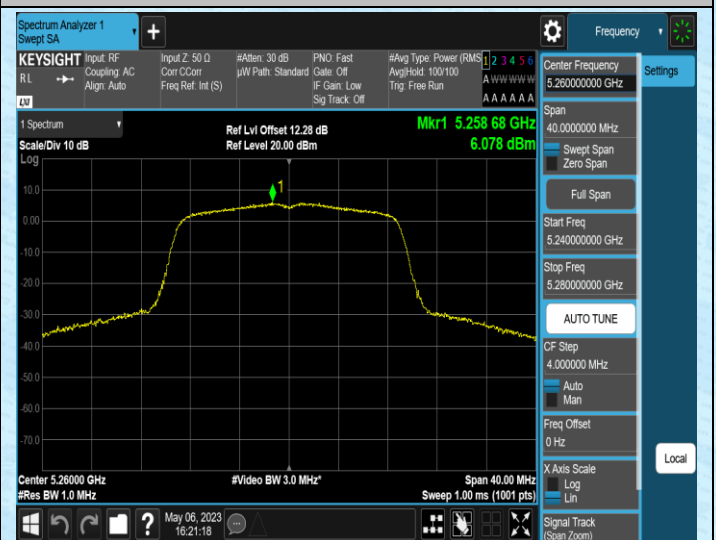 Spectrum Analyzer 1
Swept SA
Frequency
KEYSIGHT
RL
LXI
Input: RF
Coupling: AC
Align: Auto
Input Z: 50 Ω
Corr CCorr
Freq Ref: Int (S)
#Atten: 30 dB
µW Path: Standard
PNO: Fast
Gate: Off
IF Gain: Low
Sig Track: Off
#Avg Type: Power (RMS
Avg|Hold: 100/100
Trig: Free Run
1 2 3 4 5 6
A W W W W W
A A A A A A
1 Spectrum
Scale/Div 10 dB
Log
Ref Lvl Offset 12.28 dB
Ref Level 20.00 dBm
Mkr1 5.258 68 GHz
6.078 dBm
1
10.0
0.00
-10.0
-20.0
-30.0
-40.0
-50.0
-60.0
-70.0
Center 5.26000 GHz
#Res BW 1.0 MHz
#Video BW 3.0 MHz*
Span 40.00 MHz
Sweep 1.00 ms (1001 pts)
Center Frequency
5.260000000 GHz
Settings
Span
40.0000000 MHz
Swept Span
Zero Span
Full Span
Start Freq
5.240000000 GHz
Stop Freq
5.280000000 GHz
AUTO TUNE
CF Step
4.000000 MHz
Auto
Man
Freq Offset
0 Hz
X Axis Scale
Log
Lin
Local
Signal Track
(Span Zoom)
?
May 06, 2023
16:21:18